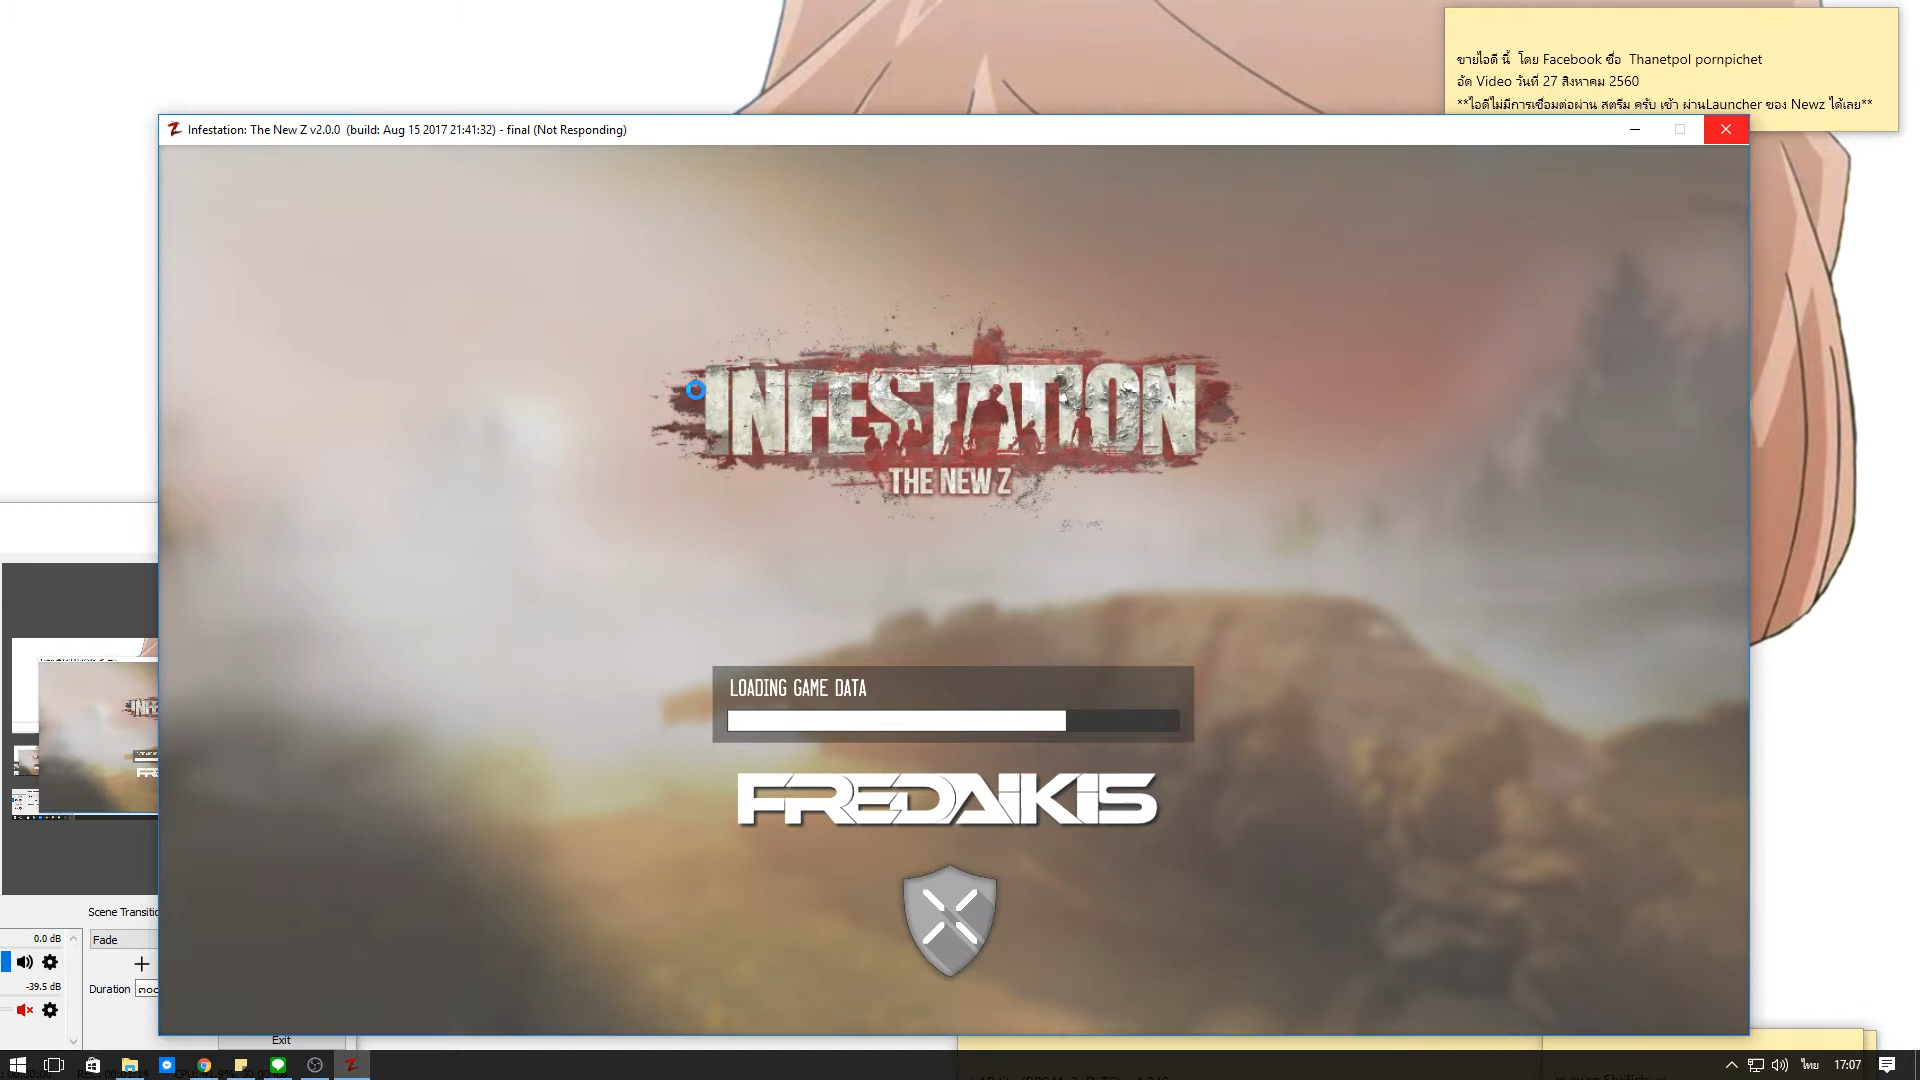 ขายไอดี นี้ โดย Facebook ชื่อ Thanetpol pornpichet
อัด Video วันที่ 27 สิงหาคม 2560
**ไอดีไม่มีการเชื่อมต่อผ่าน สตรีม ครับ เข้า ผ่านLauncher ของ Newz ได้เลย**
Infestation: The New Z v2.0.0 (build: Aug 15 2017 21:41:32) - final (Not Responding)
INFESTATION
THE NEW Z
LOADING GAME DATA
FREDAIKIS
Scene Transitio
0.0 dB
Fade
-39.5 dB
Duration
Exit
ไทย
17:07